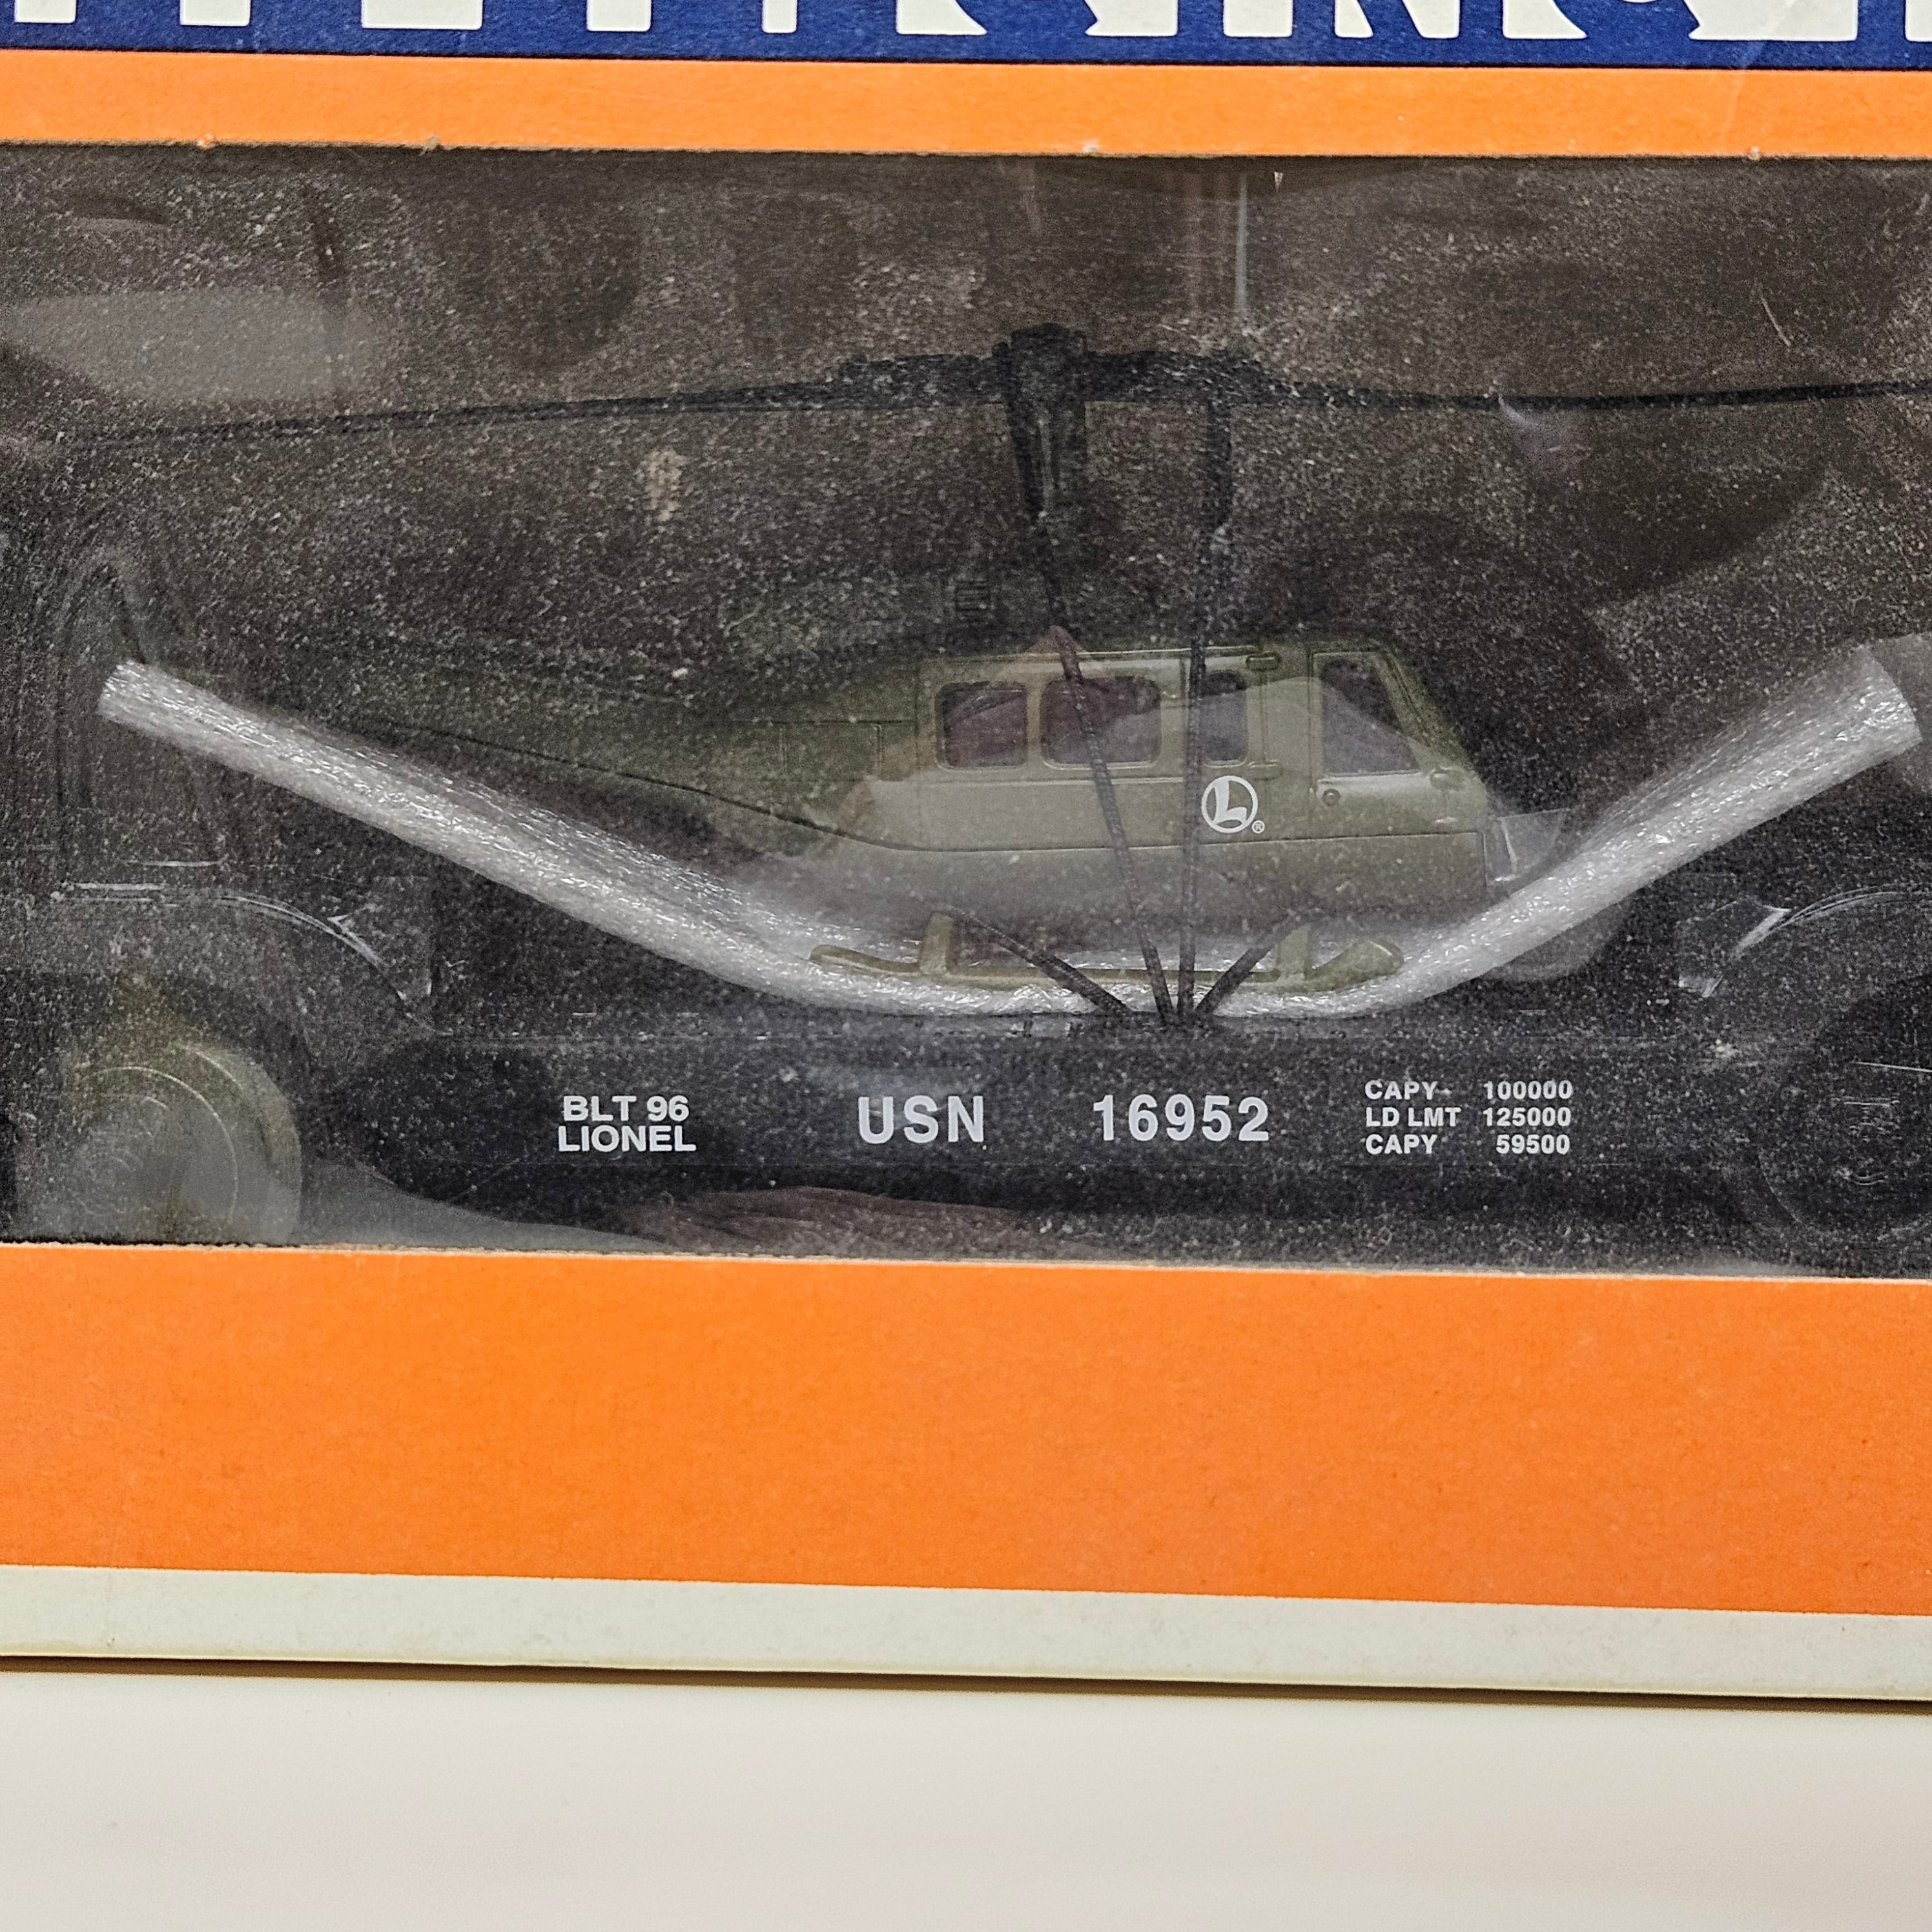 L®
BLT 96
LIONEL
USN 16952
CAPY 100000
LD LMT 125000
CAPY 59500